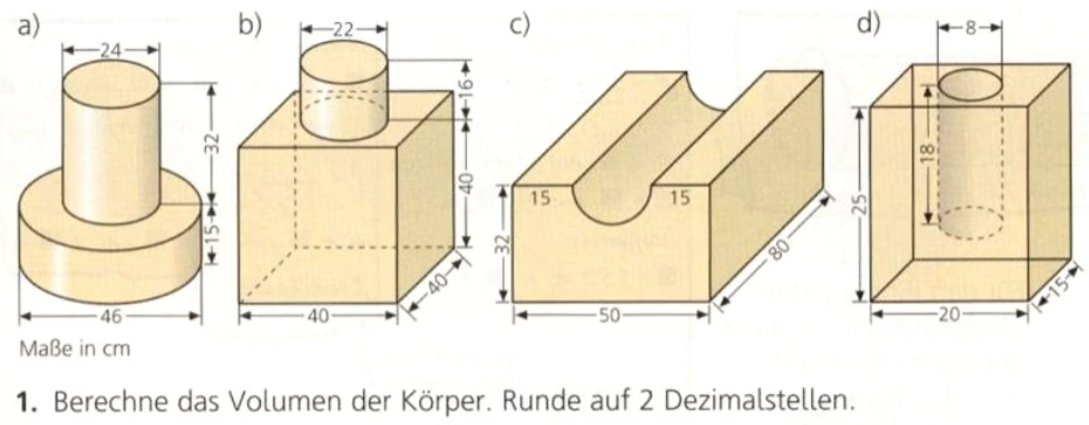 a) b) c) d)
24 22 8
32 16 18
15 40 15 15 32 25
46 40 40 50 80 20 15
Maße in cm
1. Berechne das Volumen der Körper. Runde auf 2 Dezimalstellen.